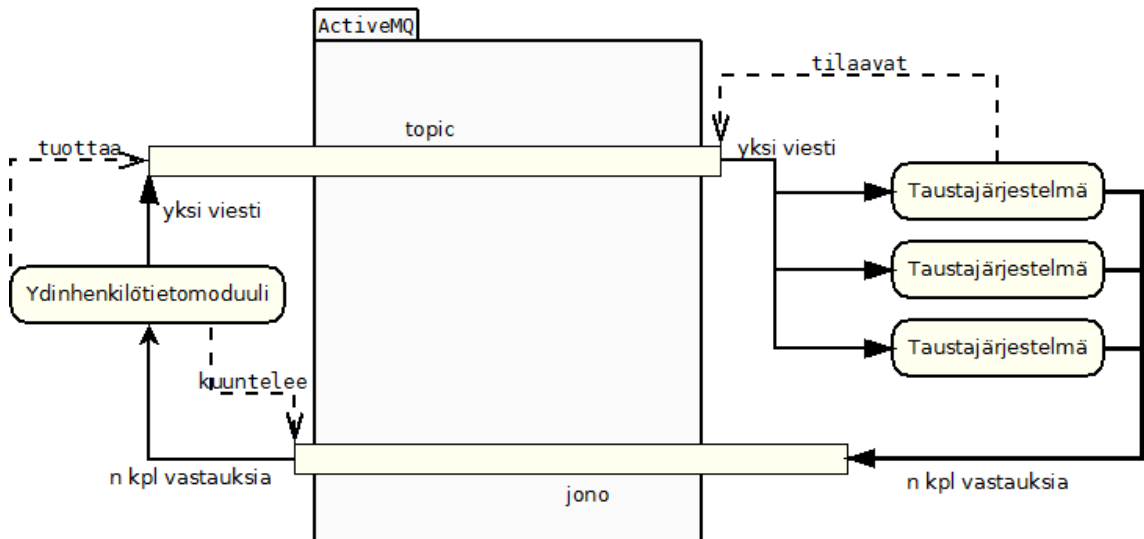 ActiveMQ
tilaavat
topic
tuottaa
yksi viesti
Taustajärjestelmä
yksi viesti
Taustajärjestelmä
Ydinhenkilötietomoduuli
Taustajärjestelmä
kuuntelee
n kpl vastauksia
n kpl vastauksia
jono